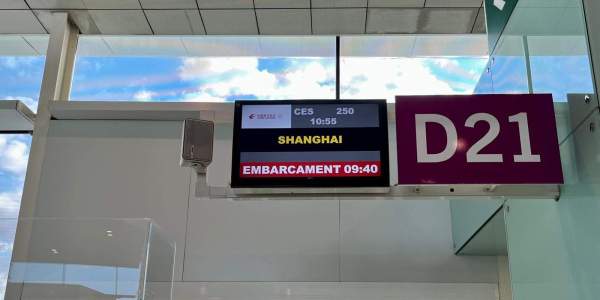 CES 250
10:55
SHANGHAI
EMBARCAMENT 09:40
D21